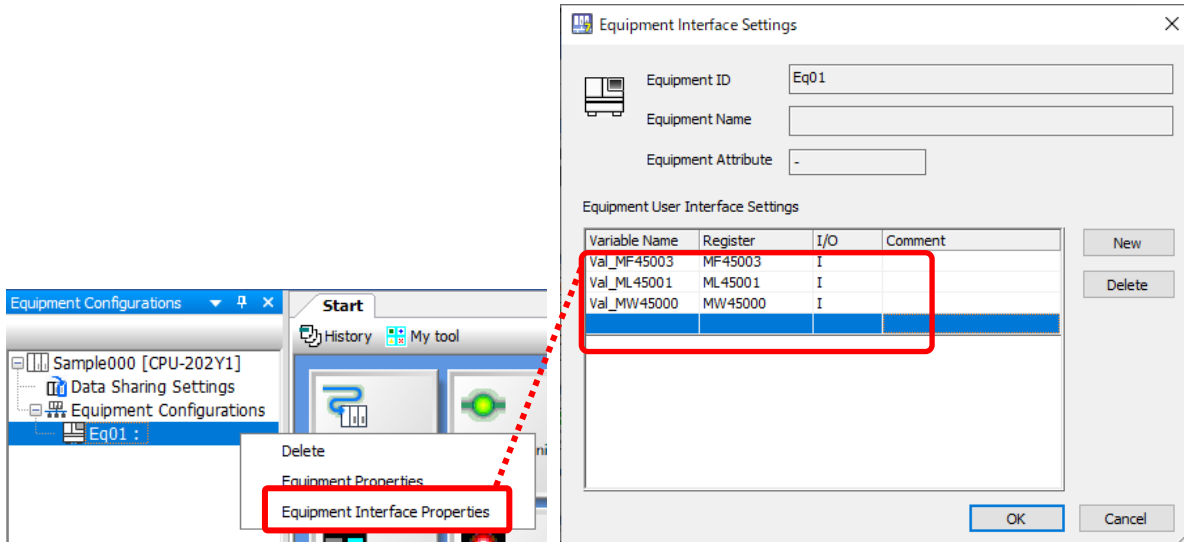 Equipment Configurations
Start
History
My tool
Sample000 [CPU-202Y1]
Data Sharing Settings
Equipment Configurations
Eq01 :
Delete
Equipment Properties
Equipment Interface Properties
Equipment Interface Settings
Equipment ID
Eq01
Equipment Name
Equipment Attribute
-
Equipment User Interface Settings
Variable Name Register I/O Comment
Val_MF45003 MF45003 I
Val_ML45001 ML45001 I
Val_MW45000 MW45000 I
New
Delete
OK
Cancel